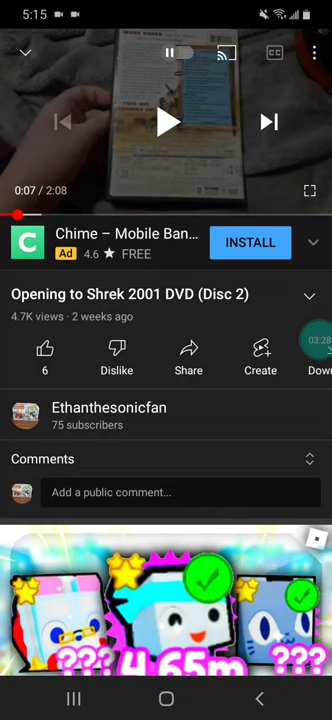 5:15
0:07 / 2:08
CC
C
Chime – Mobile Ban...
Ad 4.6 ★ FREE
INSTALL
Opening to Shrek 2001 DVD (Disc 2)
4.7K views · 2 weeks ago
03:28
6
Dislike
Share
Create
Down
Ethanthesonicfan
75 subscribers
Comments
Add a public comment...
??? 4.65m ???